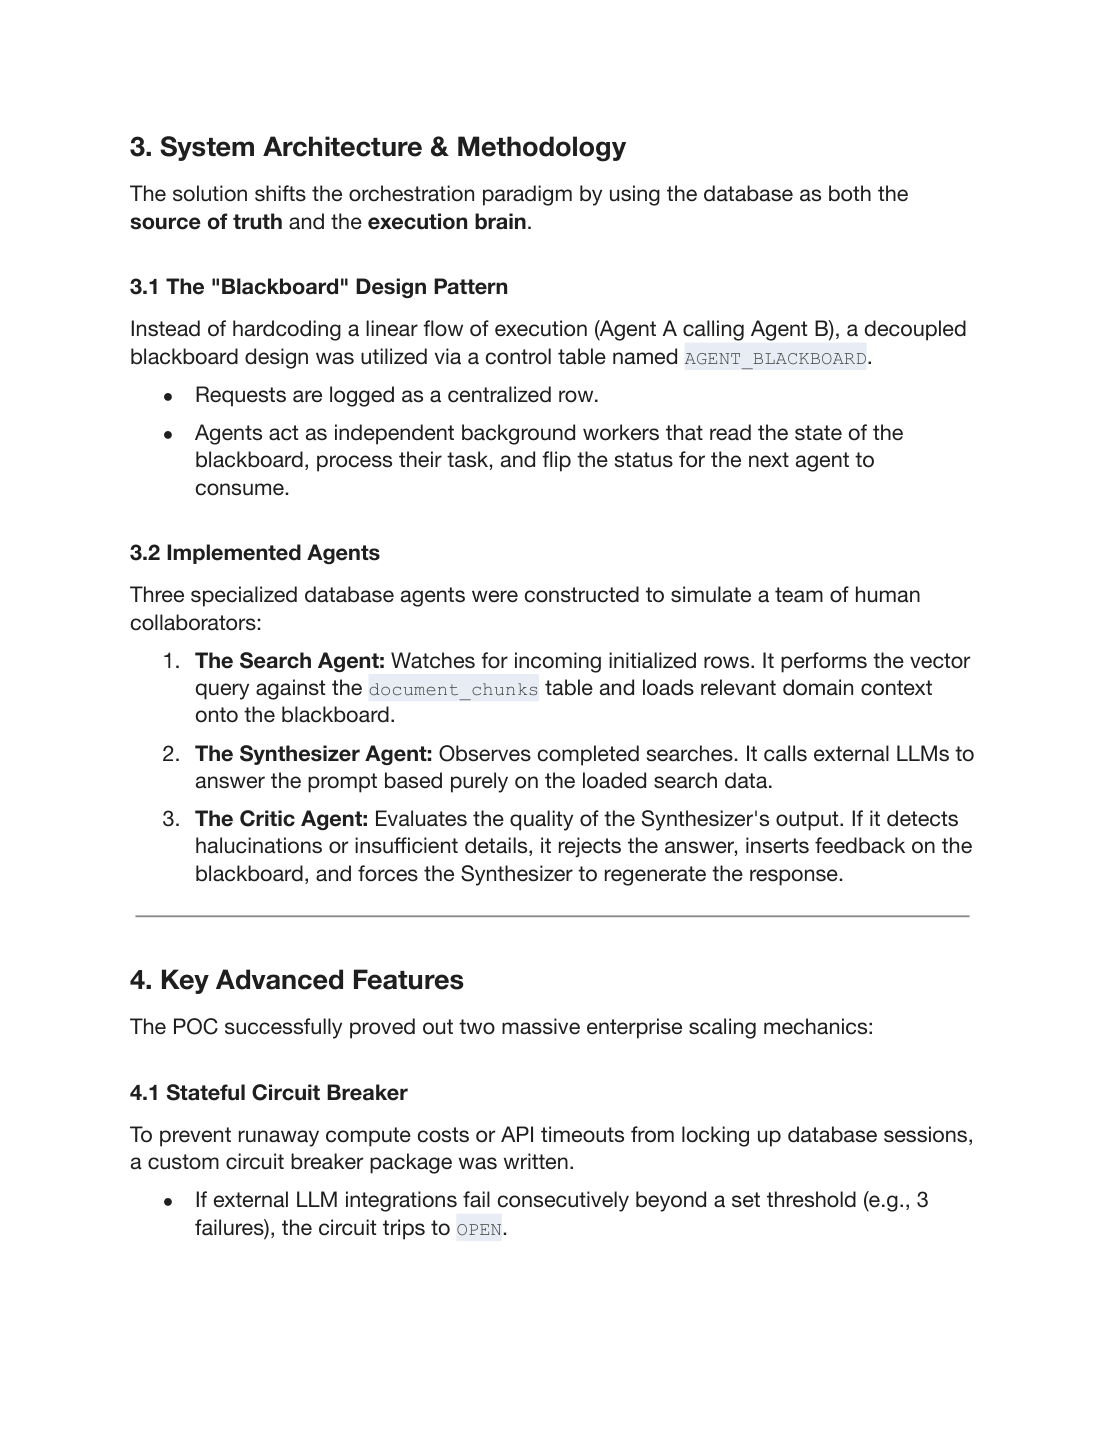 3. System Architecture & Methodology
The solution shifts the orchestration paradigm by using the database as both the
source of truth and the execution brain.
3.1 The "Blackboard" Design Pattern
Instead of hardcoding a linear flow of execution (Agent A calling Agent B), a decoupled
blackboard design was utilized via a control table named AGENT_BLACKBOARD.
● Requests are logged as a centralized row.
● Agents act as independent background workers that read the state of the
blackboard, process their task, and flip the status for the next agent to
consume.
3.2 Implemented Agents
Three specialized database agents were constructed to simulate a team of human
collaborators:
1. The Search Agent: Watches for incoming initialized rows. It performs the vector
query against the document_chunks table and loads relevant domain context
onto the blackboard.
2. The Synthesizer Agent: Observes completed searches. It calls external LLMs to
answer the prompt based purely on the loaded search data.
3. The Critic Agent: Evaluates the quality of the Synthesizer's output. If it detects
halucinations or insufficient details, it rejects the answer, inserts feedback on the
blackboard, and forces the Synthesizer to regenerate the response.
4. Key Advanced Features
The POC successfully proved out two massive enterprise scaling mechanics:
4.1 Stateful Circuit Breaker
To prevent runaway compute costs or API timeouts from locking up database sessions,
a custom circuit breaker package was written.
● If external LLM integrations fail consecutively beyond a set threshold (e.g., 3
failures), the circuit trips to OPEN.